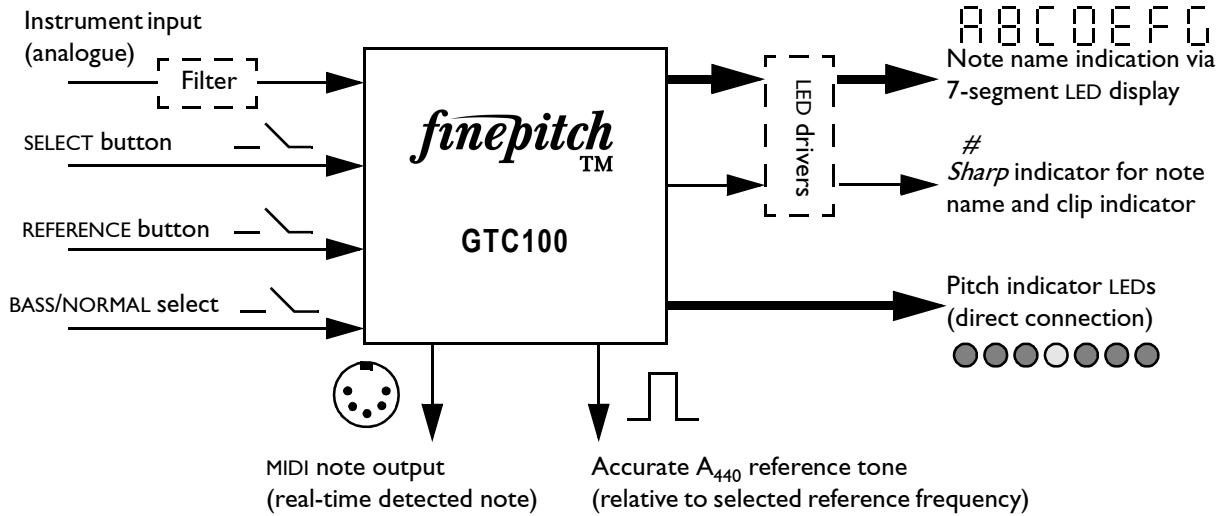 Instrument input
(analogue)
Filter
SELECT button
REFERENCE button
BASS/NORMAL select
finepitch
TM
GTC100
LED drivers
A B C D E F G
Note name indication via
7-segment LED display
#
Sharp indicator for note
name and clip indicator
Pitch indicator LEDs
(direct connection)
MIDI note output
(real-time detected note)
Accurate A440 reference tone
(relative to selected reference frequency)